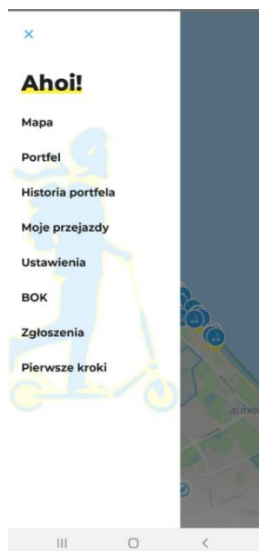 Ahoi!
Mapa
Portfel
Historia portfela
Moje przejazdy
Ustawienia
BOK
Zgłoszenia
Pierwsze kroki